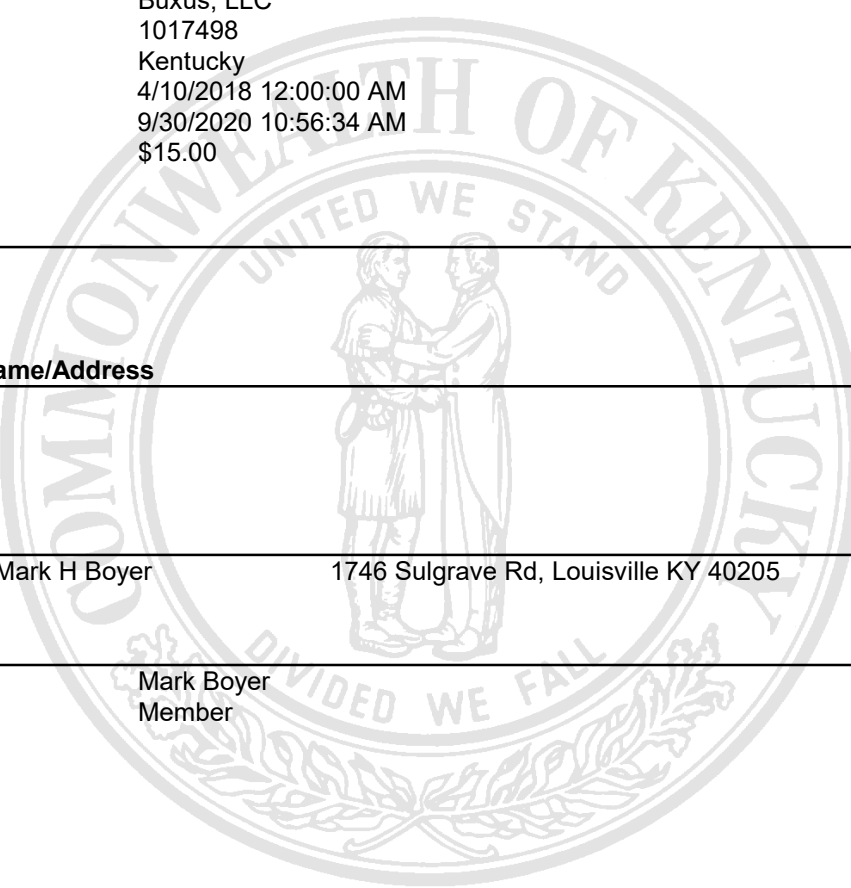 Buxus, LLC
1017498
Kentucky
4/10/2018 12:00:00 AM
9/30/2020 10:56:34 AM
$15.00
COMMONWEALTH OF KENTUCKY
UNITED WE STAND
ame/Address
Mark H Boyer 1746 Sulgrave Rd, Louisville KY 40205
DIVIDED WE FALL
Mark Boyer
Member